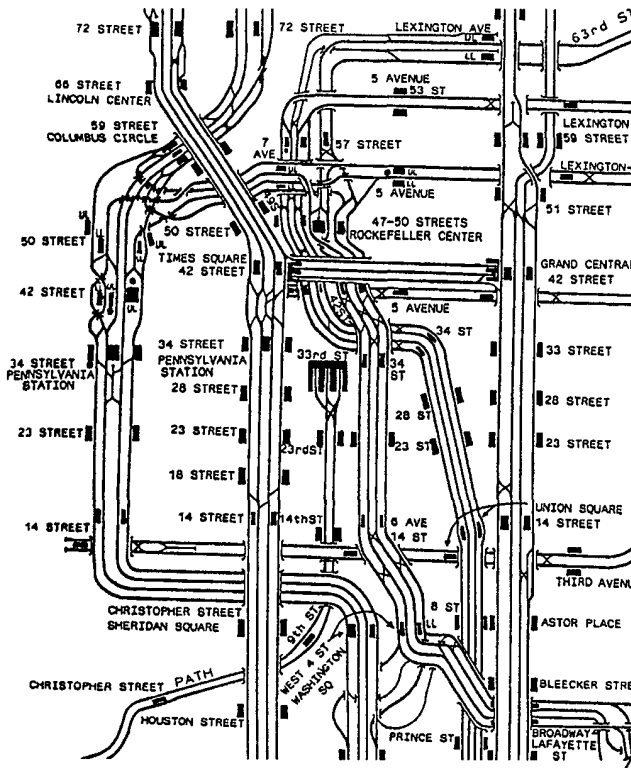 72 STREET
72 STREET
LEXINGTON AVE
63rd ST
UL
LL
66 STREET
LINCOLN CENTER
5 AVENUE
53 ST
59 STREET
COLUMBUS CIRCLE
7
AVE
57 STREET
LEXINGTON
59 STREET
UL
LL
UL
LL
5 AVENUE
LEXINGTON-
49S
51 STREET
UL
50 STREET
50 STREET
UL
47-50 STREETS
ROCKEFELLER CENTER
TIMES SQUARE
42 STREET
GRAND CENTRAL
42 STREET
42 STREET
UL
42ST
5 AVENUE
34 STREET
PENNSYLVANIA
STATION
34 STREET
PENNSYLVANIA
STATION
33rd ST
34
ST
34 ST
33 STREET
28 STREET
28 ST
28 STREET
23 STREET
23 STREET
23rdST
23 ST
23 STREET
18 STREET
14 STREET
14 STREET
14thST
6 AVE
14 ST
UNION SQUARE
14 STREET
THIRD AVENU
CHRISTOPHER STREET
SHERIDAN SQUARE
9th ST
8 ST
LL
ASTOR PLACE
WEST 4 ST
WASHINGTON
SQ
CHRISTOPHER STREET
PATH
BLEECKER STRE
HOUSTON STREET
PRINCE ST
BROADWAY-
LAFAYETTE
ST